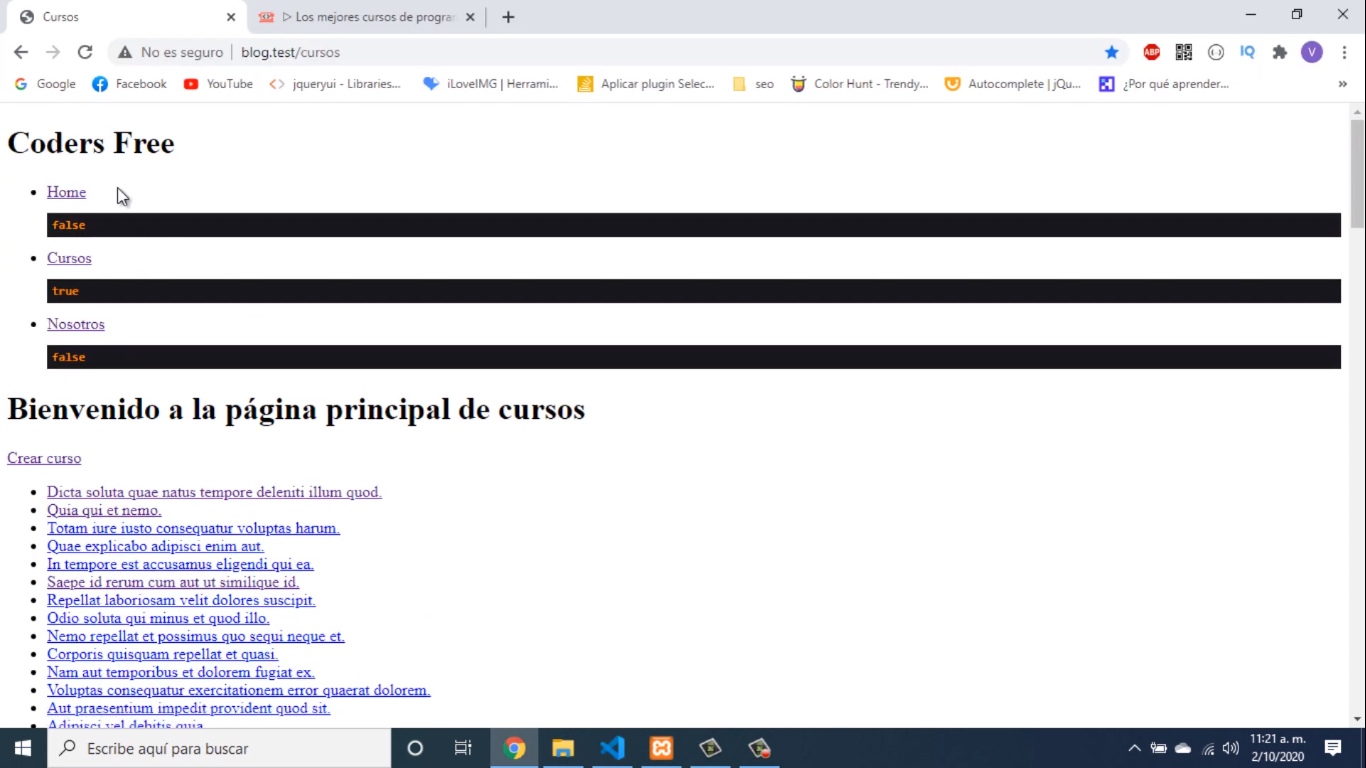 Cursos
▷ Los mejores cursos de program
No es seguro
blog.test/cursos
ABP
IQ
V
Google
Facebook
YouTube
jqueryui - Libraries...
iLoveIMG | Herrami...
Aplicar plugin Selec...
seo
Color Hunt - Trendy...
Autocomplete | jQu...
¿Por qué aprender...
»
Coders Free
Home
false
Cursos
true
Nosotros
false
Bienvenido a la página principal de cursos
Crear curso
Dicta soluta quae natus tempore deleniti illum quod.
Quia qui et nemo.
Totam iure iusto consequatur voluptas harum.
Quae explicabo adipisci enim aut.
In tempore est accusamus eligendi qui ea.
Saepe id rerum cum aut ut similique id.
Repellat laboriosam velit dolores suscipit.
Odio soluta qui minus et quod illo.
Nemo repellat et possimus quo sequi neque et.
Corporis quisquam repellat et quasi.
Nam aut temporibus et dolorem fugiat ex.
Voluptas consequatur exercitationem error quaerat dolorem.
Aut praesentium impedit provident quod sit.
Adipisci vel debitis quia.
Escribe aquí para buscar
11:21 a. m.
2/10/2020